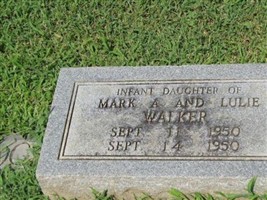 INFANT DAUGHTER OF
MARK A AND LULIE
WALKER
SEPT 11 1950
SEPT 14 1950